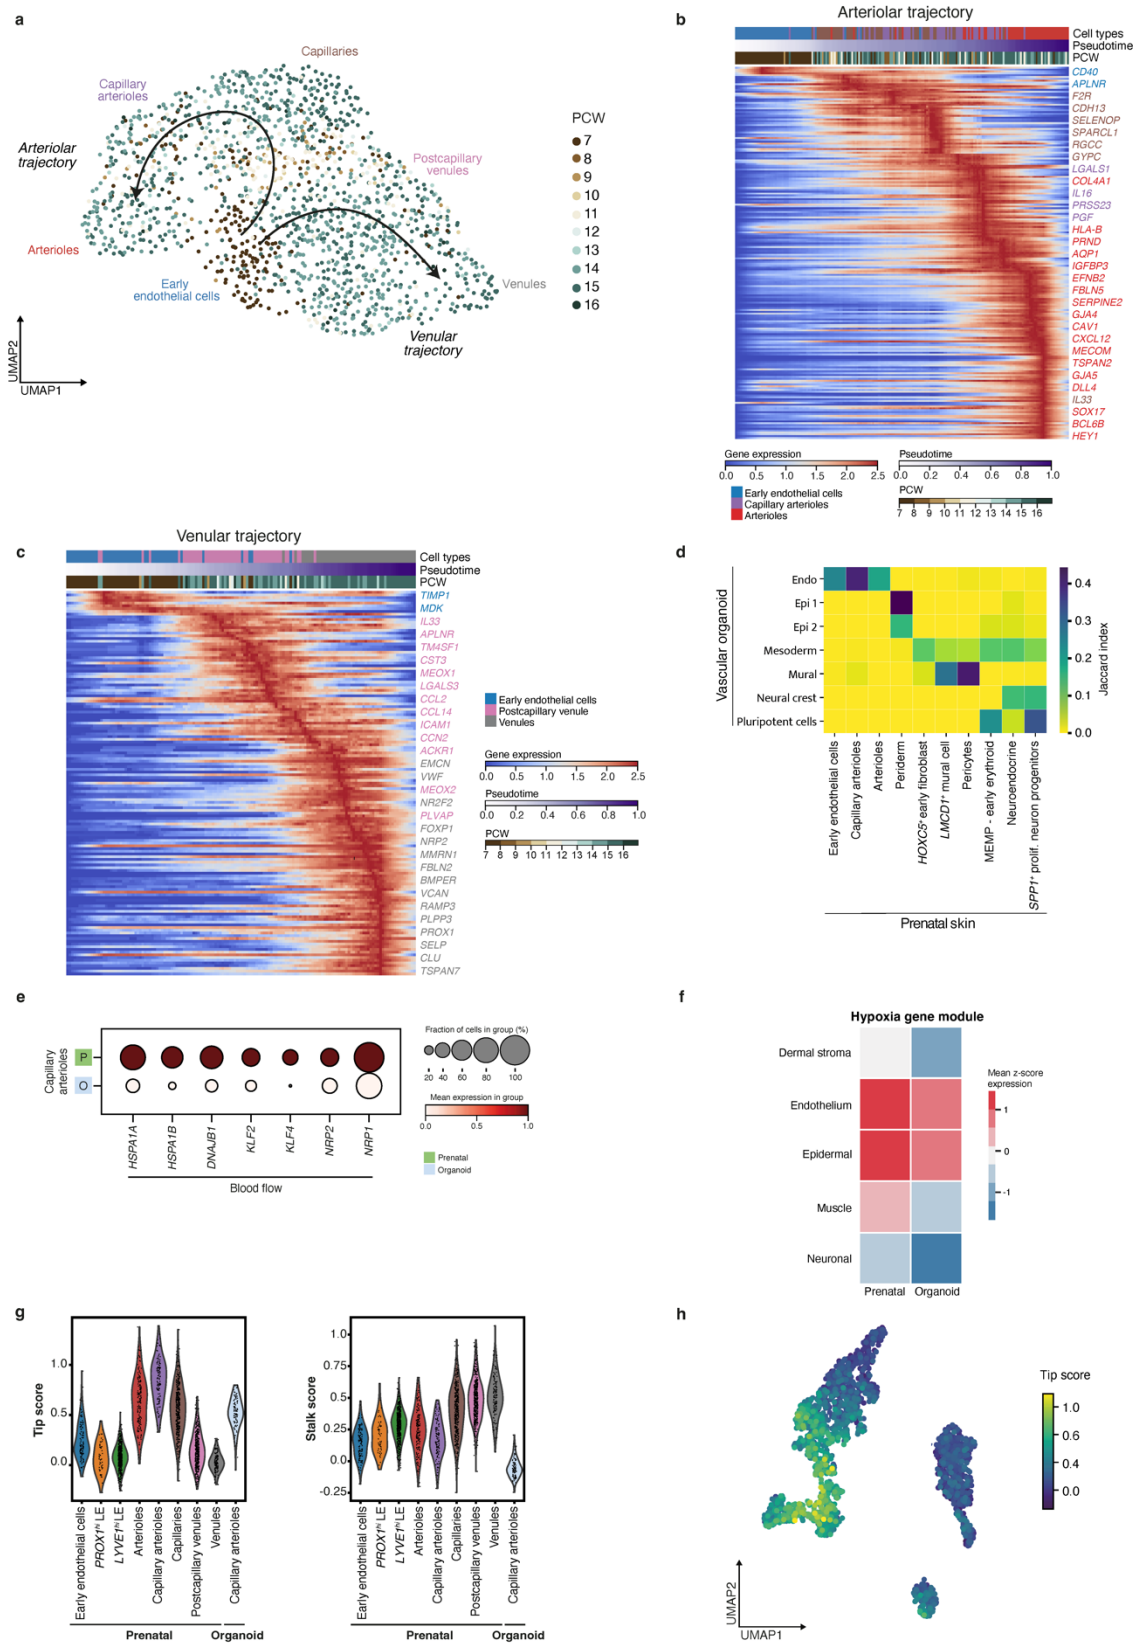 a
Capillaries
Capillary
arterioles
Arteriolar
trajectory
Postcapillary
venules
Arterioles
Early
endothelial cells
Venules
Venular
trajectory
UMAP2
UMAP1
PCW
7
8
9
10
11
12
13
14
15
16
b
Arteriolar trajectory
Cell types
Pseudotime
PCW
CD40
APLNR
F2R
CDH13
SELENOP
SPARCL1
RGCC
GYPC
LGALS1
COL4A1
IL16
PRSS23
PGF
HLA-B
PRND
AQP1
IGFBP3
EFNB2
FBLN5
SERPINE2
GJA4
CAV1
CXCL12
MECOM
TSPAN2
GJA5
DLL4
IL33
SOX17
BCL6B
HEY1
Gene expression
0.0 0.5 1.0 1.5 2.0 2.5
Pseudotime
0.0 0.2 0.4 0.6 0.8 1.0
Early endothelial cells
Capillary arterioles
Arterioles
PCW
7 8 9 10 11 12 13 14 15 16
c
Venular trajectory
Cell types
Pseudotime
PCW
TIMP1
MDK
IL33
APLNR
TM4SF1
CST3
MEOX1
LGALS3
CCL2
CCL14
ICAM1
CCN2
ACKR1
EMCN
VWF
MEOX2
NR2F2
PLVAP
FOXP1
NRP2
MMRN1
FBLN2
BMPER
VCAN
RAMP3
PLPP3
PROX1
SELP
CLU
TSPAN7
Early endothelial cells
Postcapillary venule
Venules
Gene expression
0.0 0.5 1.0 1.5 2.0 2.5
Pseudotime
0.0 0.2 0.4 0.6 0.8 1.0
PCW
7 8 9 10 11 12 13 14 15 16
d
Vascular organoid
Endo
Epi 1
Epi 2
Mesoderm
Mural
Neural crest
Pluripotent cells
Early endothelial cells
Capillary arterioles
Arterioles
Periderm
HOXC5+ early fibroblast
LMCD1+ mural cell
Pericytes
MEMP - early erythroid
Neuroendocrine
SPP1+ prolif. neuron progenitors
Prenatal skin
0.4
0.3
0.2
0.1
0.0
Jaccard index
e
Capillary
arterioles
P
O
HSPA1A
HSPA1B
DNAJB1
KLF2
KLF4
NRP2
NRP1
Blood flow
Fraction of cells in group (%)
20 40 60 80 100
Mean expression in group
0.0 0.5 1.0
Prenatal
Organoid
f
Hypoxia gene module
Dermal stroma
Endothelium
Epidermal
Muscle
Neuronal
Prenatal Organoid
Mean z-score
expression
1
0
-1
g
Tip score
1.0
0.5
0.0
Early endothelial cells
PROX1hi LE
LYVE1hi LE
Arterioles
Capillary arterioles
Capillaries
Postcapillary venules
Venules
Capillary arterioles
Prenatal Organoid
Stalk score
1.0
0.75
0.5
0.25
0.0
-0.25
Early endothelial cells
PROX1hi LE
LYVE1hi LE
Arterioles
Capillary arterioles
Capillaries
Postcapillary venules
Venules
Capillary arterioles
Prenatal Organoid
h
Tip score
1.0
0.6
0.4
0.0
UMAP2
UMAP1